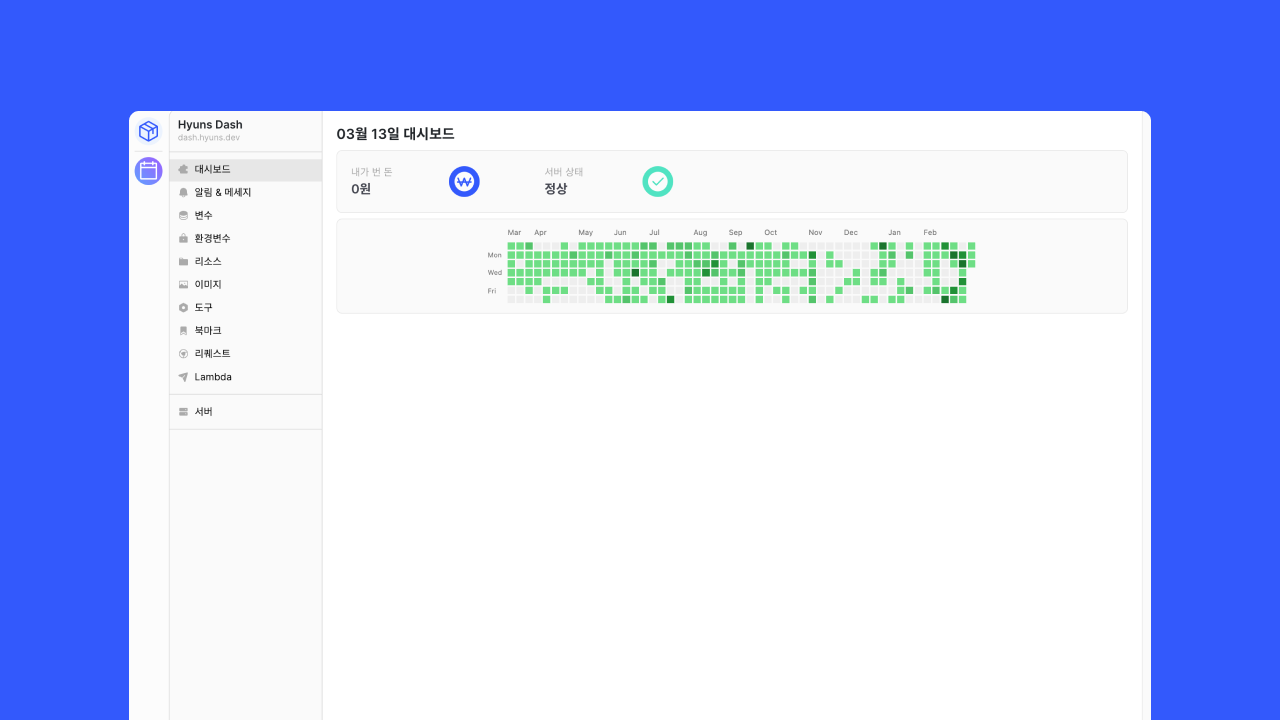 Hyuns Dash
dash.hyuns.dev
대시보드
알림 & 메세지
변수
환경변수
리소스
이미지
도구
북마크
리퀘스트
Lambda
서버
03월 13일 대시보드
내가 번 돈
0원
서버 상태
정상
Mar Apr May Jun Jul Aug Sep Oct Nov Dec Jan Feb
Mon
Wed
Fri